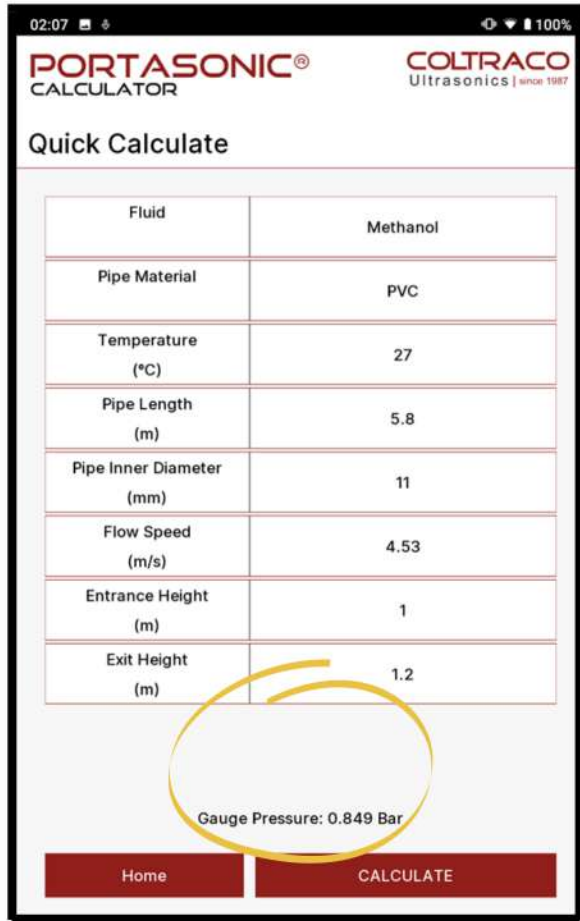 02:07 100%
PORTASONIC® COLTRACO
CALCULATOR Ultrasonics | since 1987
Quick Calculate
Fluid Methanol
Pipe Material PVC
Temperature
(°C) 27
Pipe Length
(m) 5.8
Pipe Inner Diameter
(mm) 11
Flow Speed
(m/s) 4.53
Entrance Height
(m) 1
Exit Height
(m) 1.2
Gauge Pressure: 0.849 Bar
Home CALCULATE